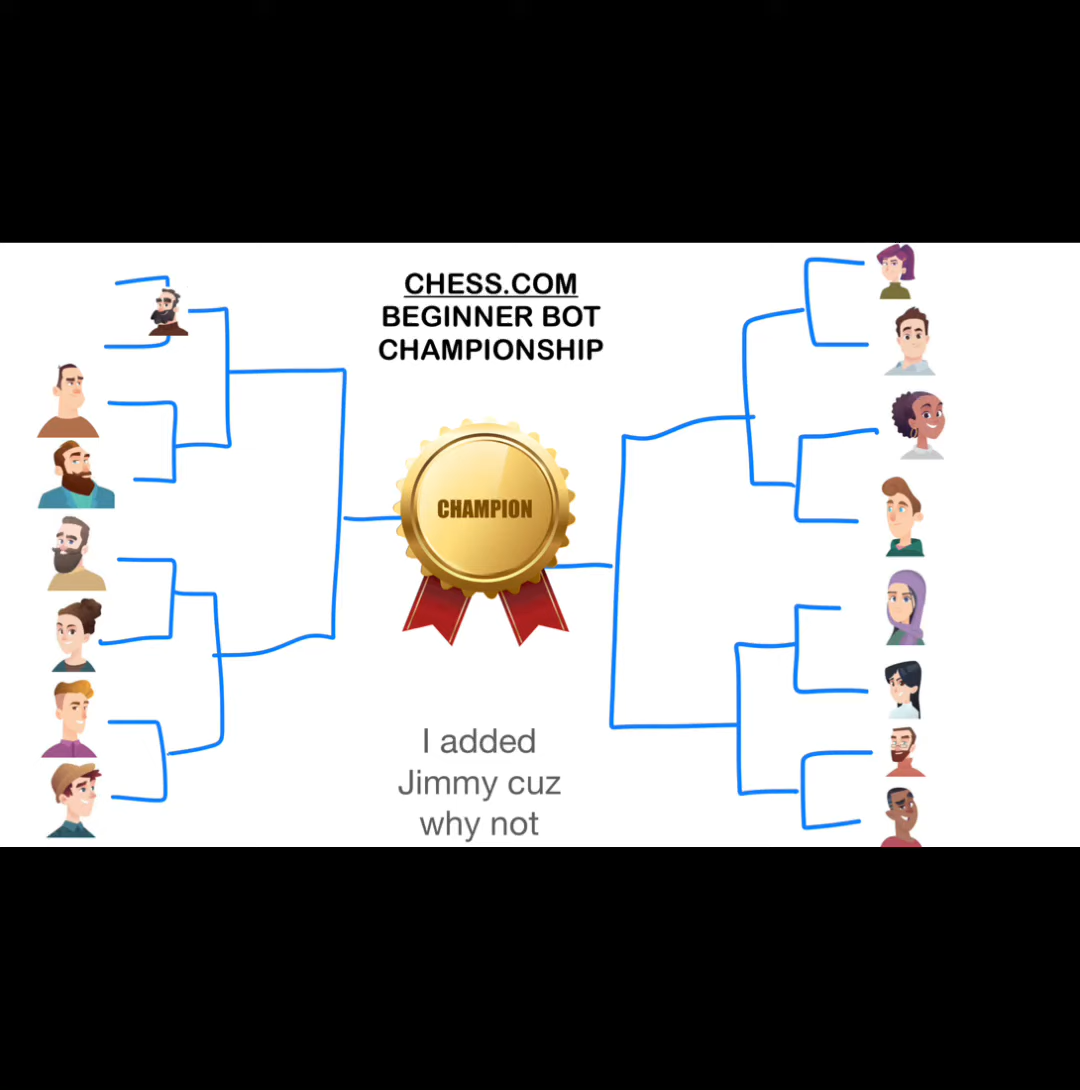 CHESS.COM
BEGINNER BOT
CHAMPIONSHIP
CHAMPION
I added
Jimmy cuz
why not